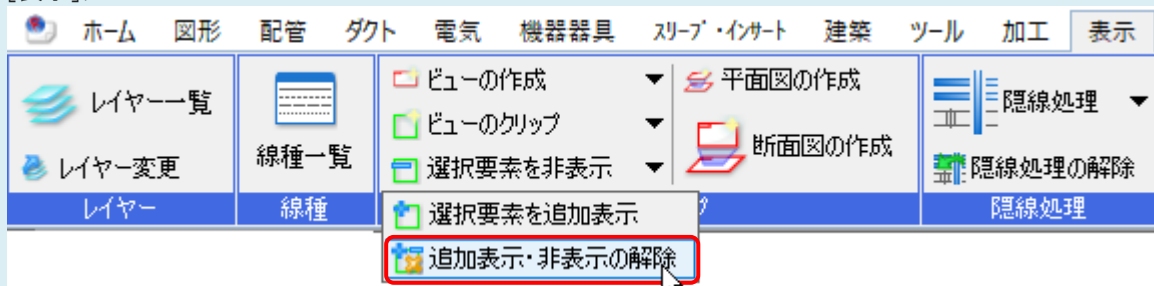 ホーム 図形 配管 ダクト 電気 機器器具 スリーブ・インサート 建築 ツール 加工 表示
レイヤー一覧
レイヤー変更
レイヤー
線種一覧
線種
ビューの作成
ビューのクリップ
選択要素を非表示
平面図の作成
断面図の作成
隠線処理
隠線処理の解除
隠線処理
選択要素を追加表示
追加表示・非表示の解除